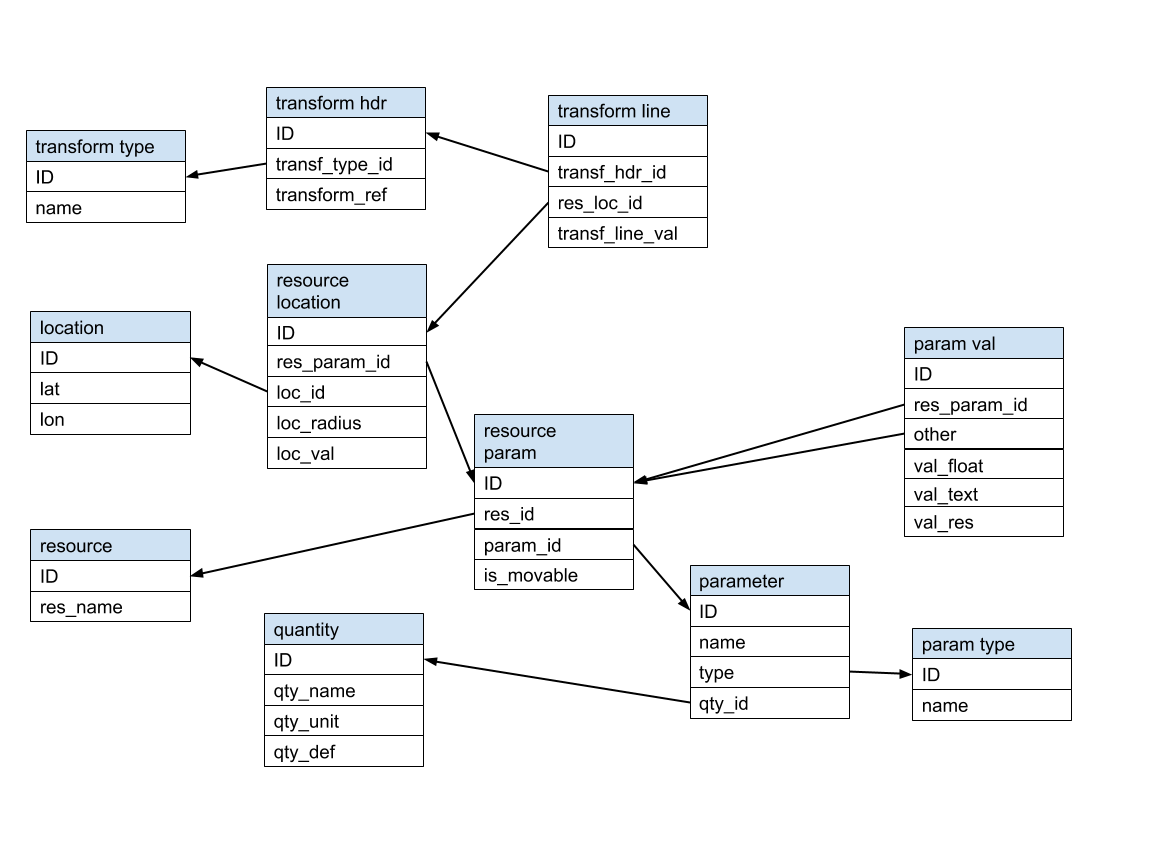 transform type
ID
name
transform hdr
ID
transf_type_id
transform_ref
transform line
ID
transf_hdr_id
res_loc_id
transf_line_val
location
ID
lat
lon
resource
location
ID
res_param_id
loc_id
loc_radius
loc_val
resource
param
ID
res_id
param_id
is_movable
param val
ID
res_param_id
other
val_float
val_text
val_res
resource
ID
res_name
quantity
ID
qty_name
qty_unit
qty_def
parameter
ID
name
type
qty_id
param type
ID
name